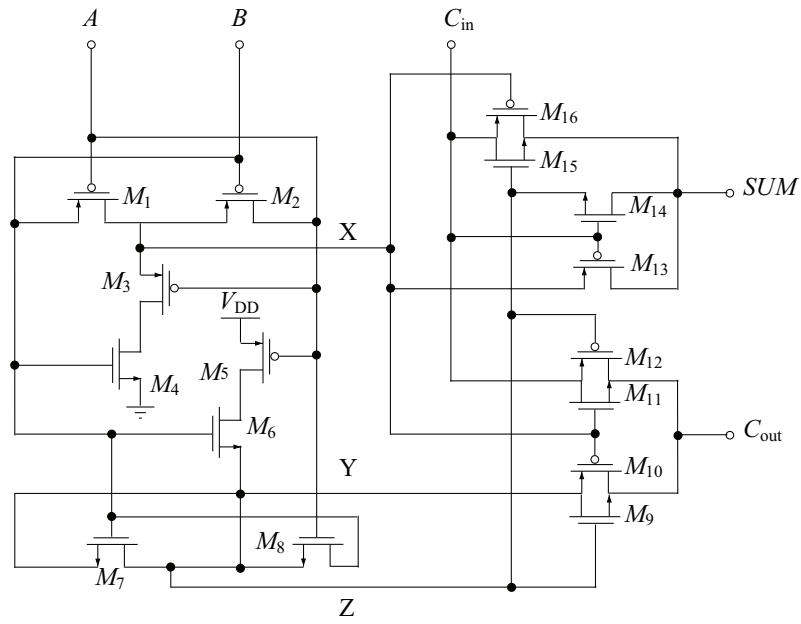 A B C_in
M_16
M_15
M_1 M_2 SUM
M_14
X
M_13
M_3
V_DD
M_12
M_4 M_5
M_11
M_6 C_out
Y M_10
M_9
M_8
M_7
Z